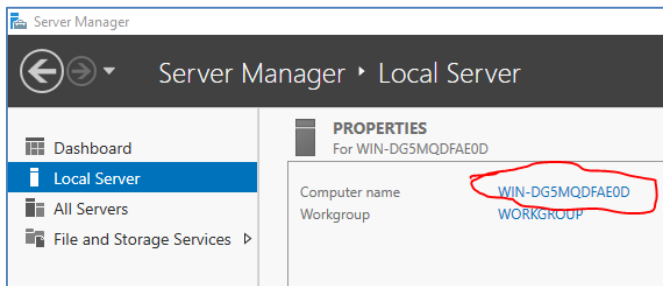 Server Manager
Server Manager ‣ Local Server
Dashboard
Local Server
All Servers
File and Storage Services
PROPERTIES
For WIN-DG5MQDFAE0D
Computer name WIN-DG5MQDFAE0D
Workgroup WORKGROUP